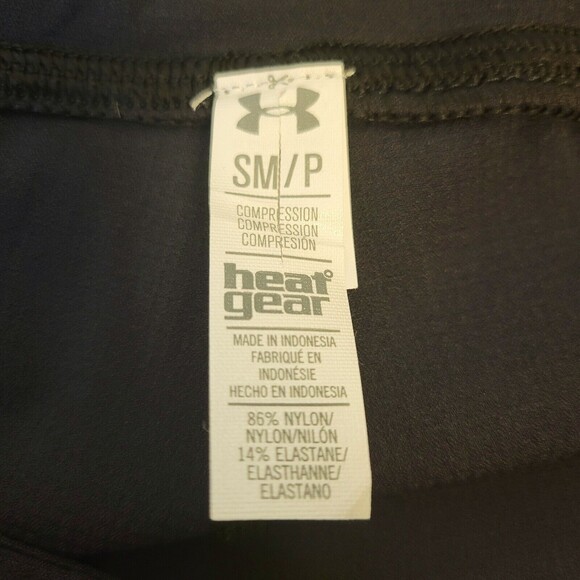 SM/P
COMPRESSION
COMPRESSION
COMPRESIÓN
heat
gear
MADE IN INDONESIA
FABRIQUÉ EN
INDONÉSIE
HECHO EN INDONESIA
86% NYLON/
NYLON/NILÓN
14% ELASTANE/
ELASTHANNE/
ELASTANO